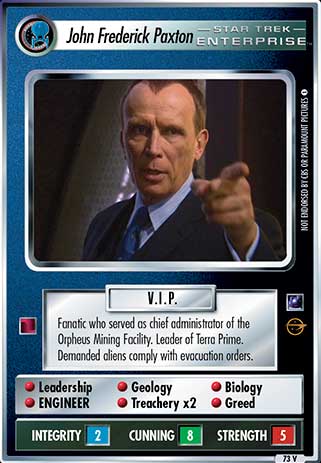 John Frederick Paxton
STAR TREK
ENTERPRISE
NOT ENDORSED BY CBS OR PARAMOUNT PICTURES
V.I.P.
Fanatic who served as chief administrator of the
Orpheus Mining Facility. Leader of Terra Prime.
Demanded aliens comply with evacuation orders.
Leadership Geology Biology
ENGINEER Treachery x2 Greed
INTEGRITY 2 CUNNING 8 STRENGTH 5
73 V